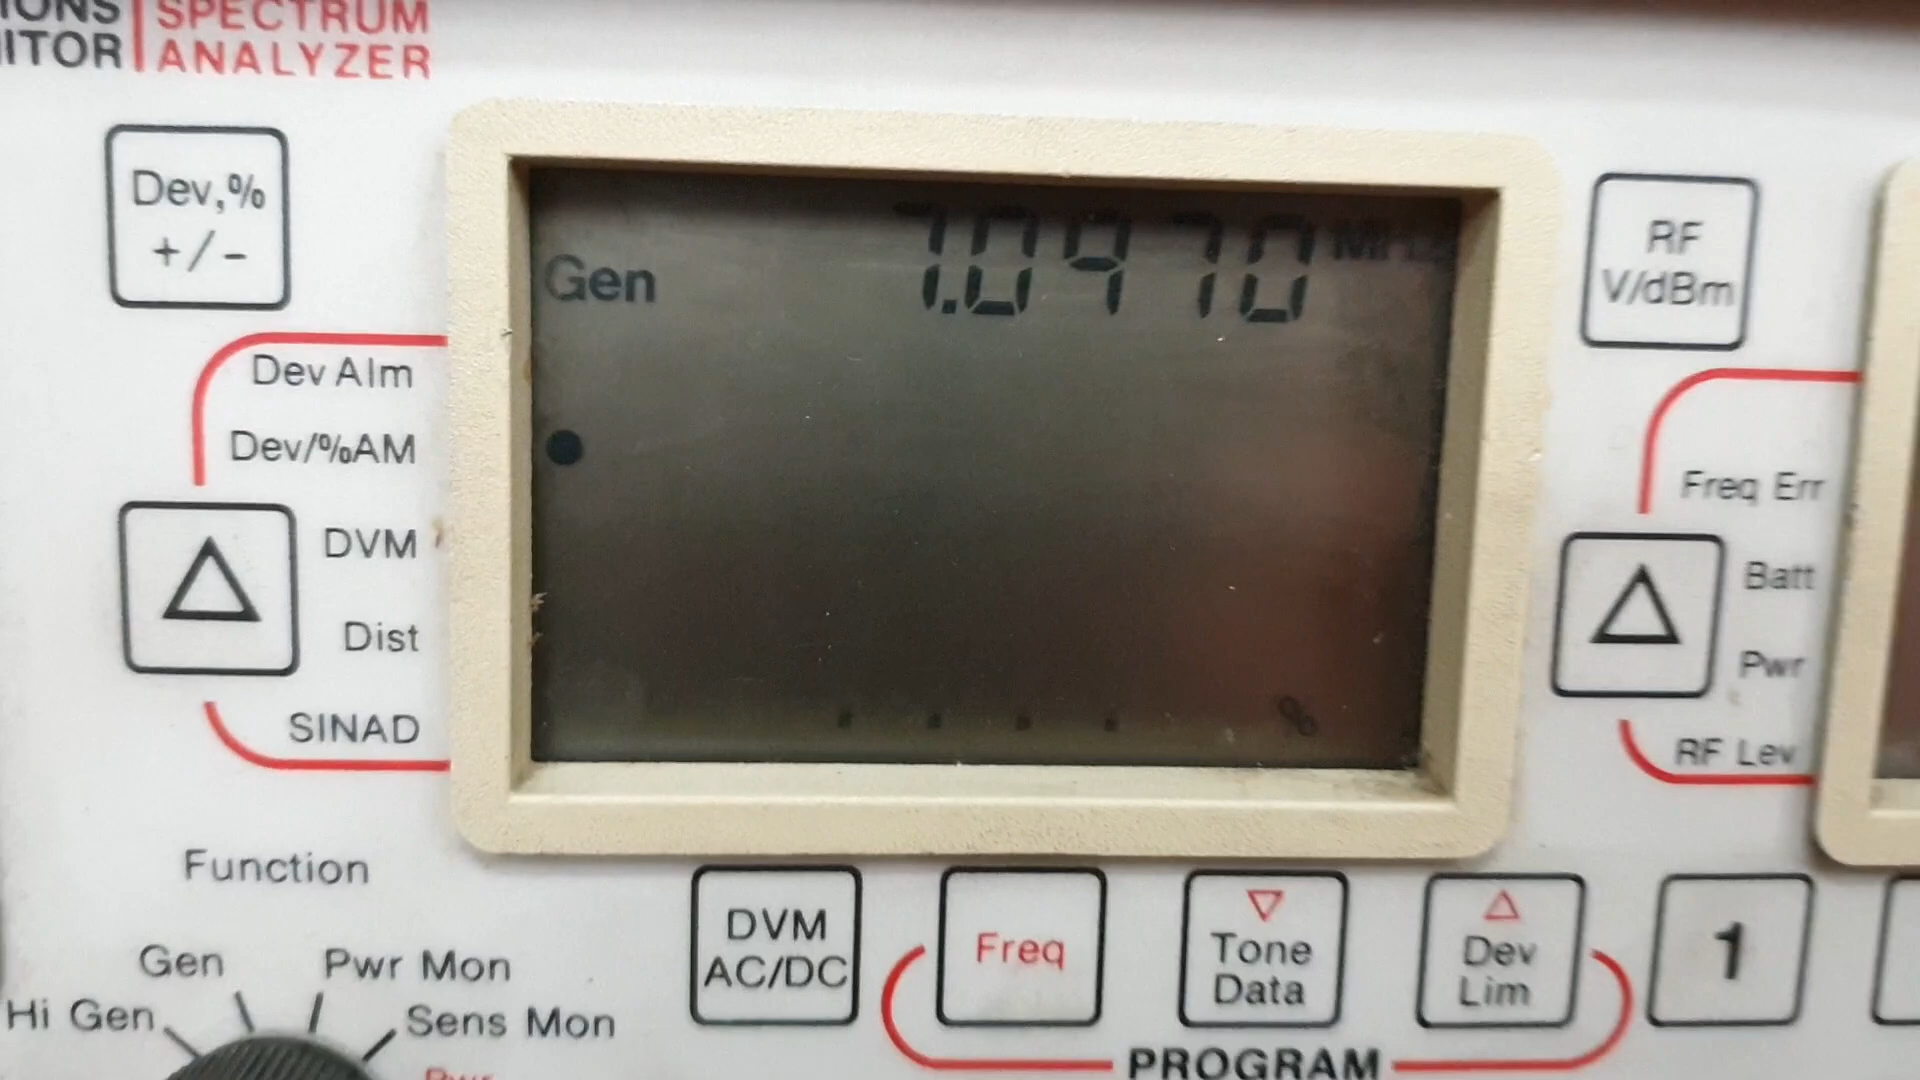 SPECTRUM
ITOR ANALYZER
Dev,%
+/-
Gen 7.0970 MHz
RF
V/dBm
Dev Alm
Dev/%AM
DVM
Dist
SINAD
%
Freq Err
Batt
Pwr
RF Lev
Function
Gen
Pwr Mon
Hi Gen
Sens Mon
DVM
AC/DC
Freq
Tone
Data
Dev
Lim
1
PROGRAM